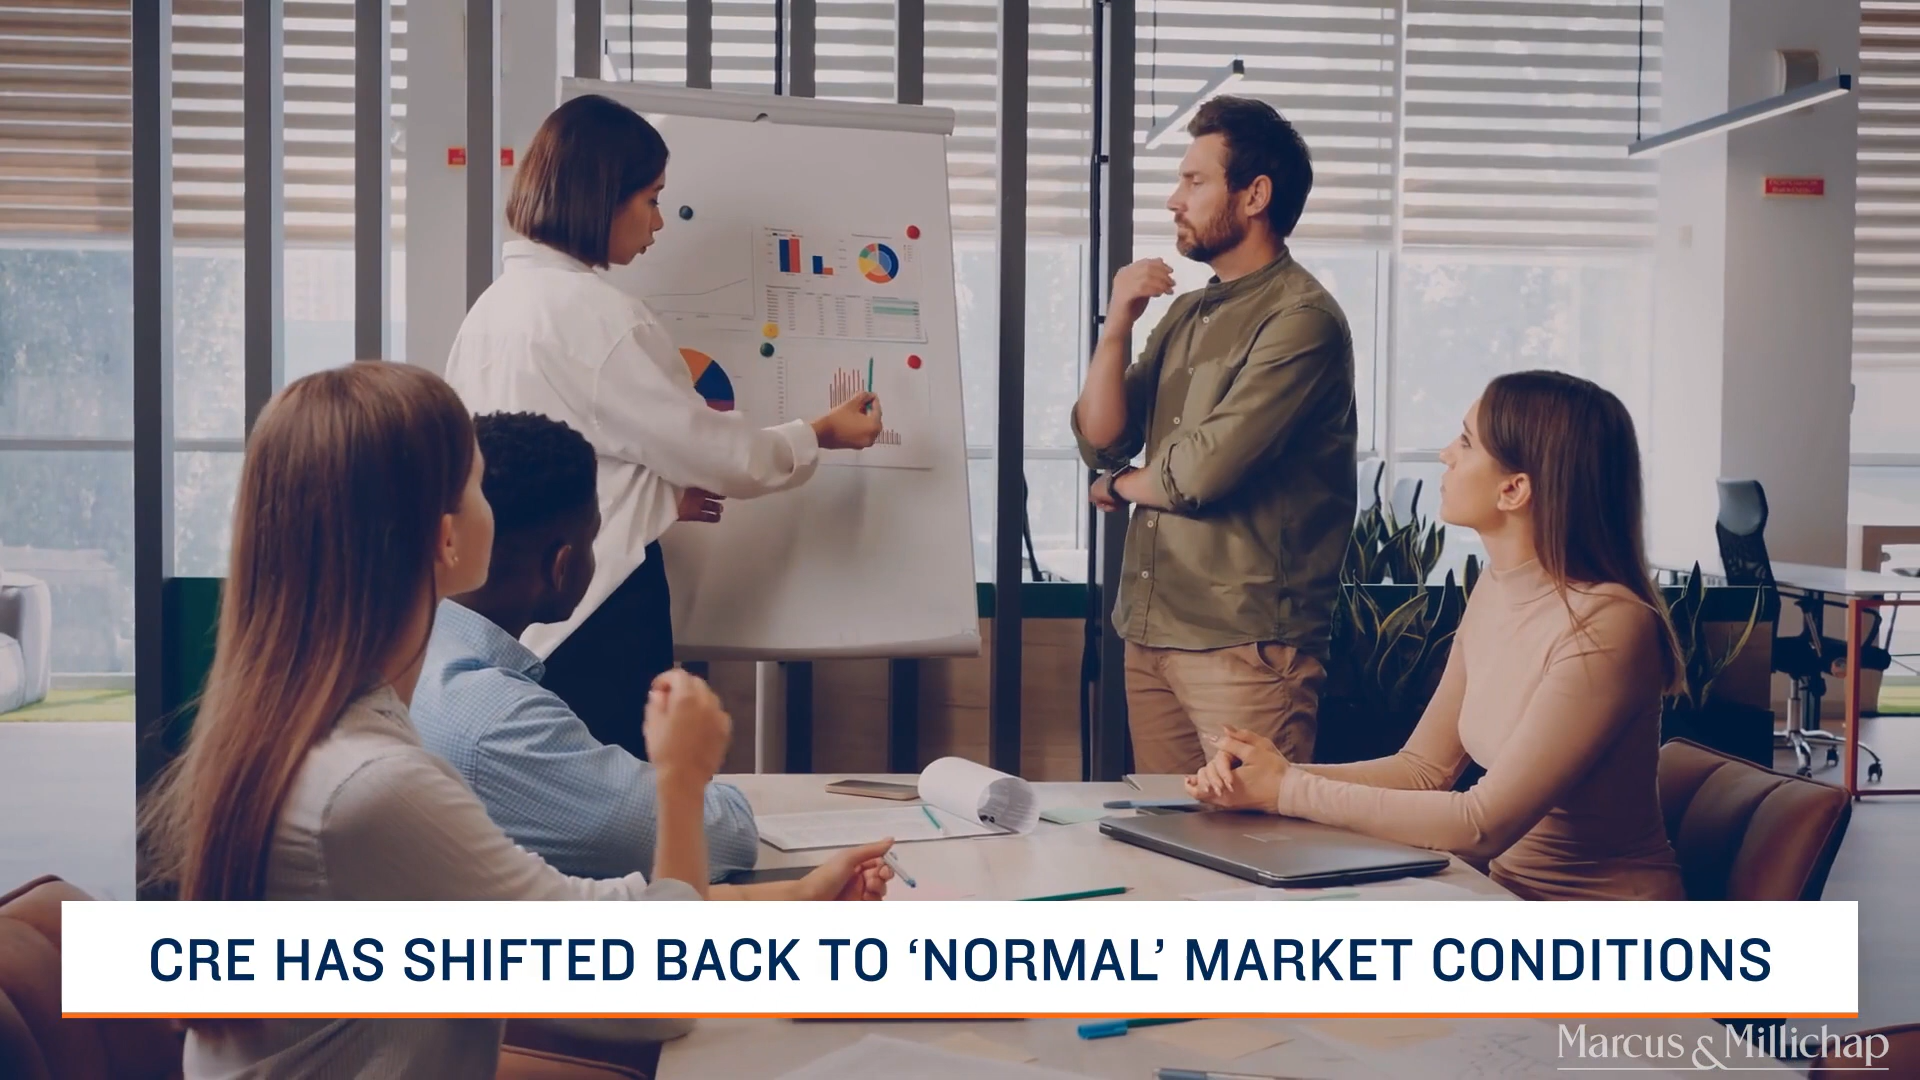 CRE HAS SHIFTED BACK TO ‘NORMAL’ MARKET CONDITIONS
Marcus & Millichap